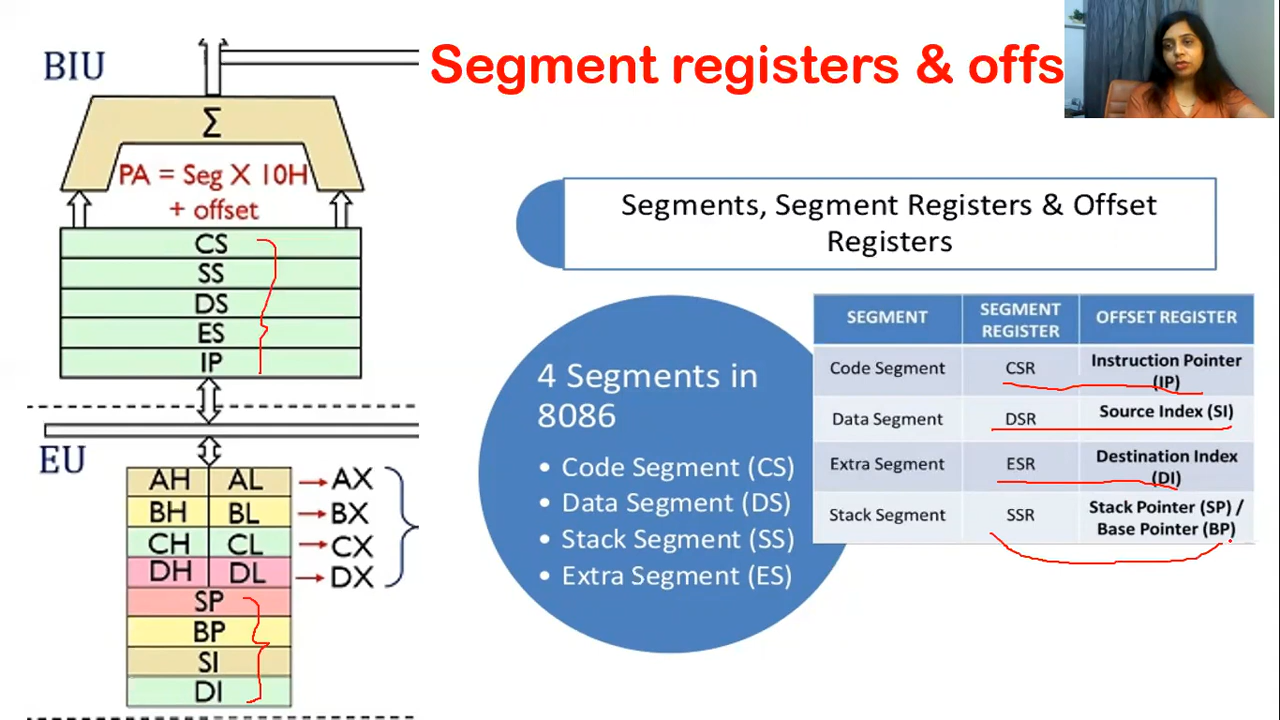 BIU
Segment registers & offs
Σ
PA = Seg X 10H
+ offset
CS
SS
DS
ES
IP
EU
AH AL AX
BH BL BX
CH CL CX
DH DL DX
SP
BP
SI
DI
Segments, Segment Registers & Offset
Registers
4 Segments in
8086
• Code Segment (CS)
• Data Segment (DS)
• Stack Segment (SS)
• Extra Segment (ES)
SEGMENT SEGMENT REGISTER OFFSET REGISTER
Code Segment CSR Instruction Pointer (IP)
Data Segment DSR Source Index (SI)
Extra Segment ESR Destination Index (DI)
Stack Segment SSR Stack Pointer (SP) / Base Pointer (BP)